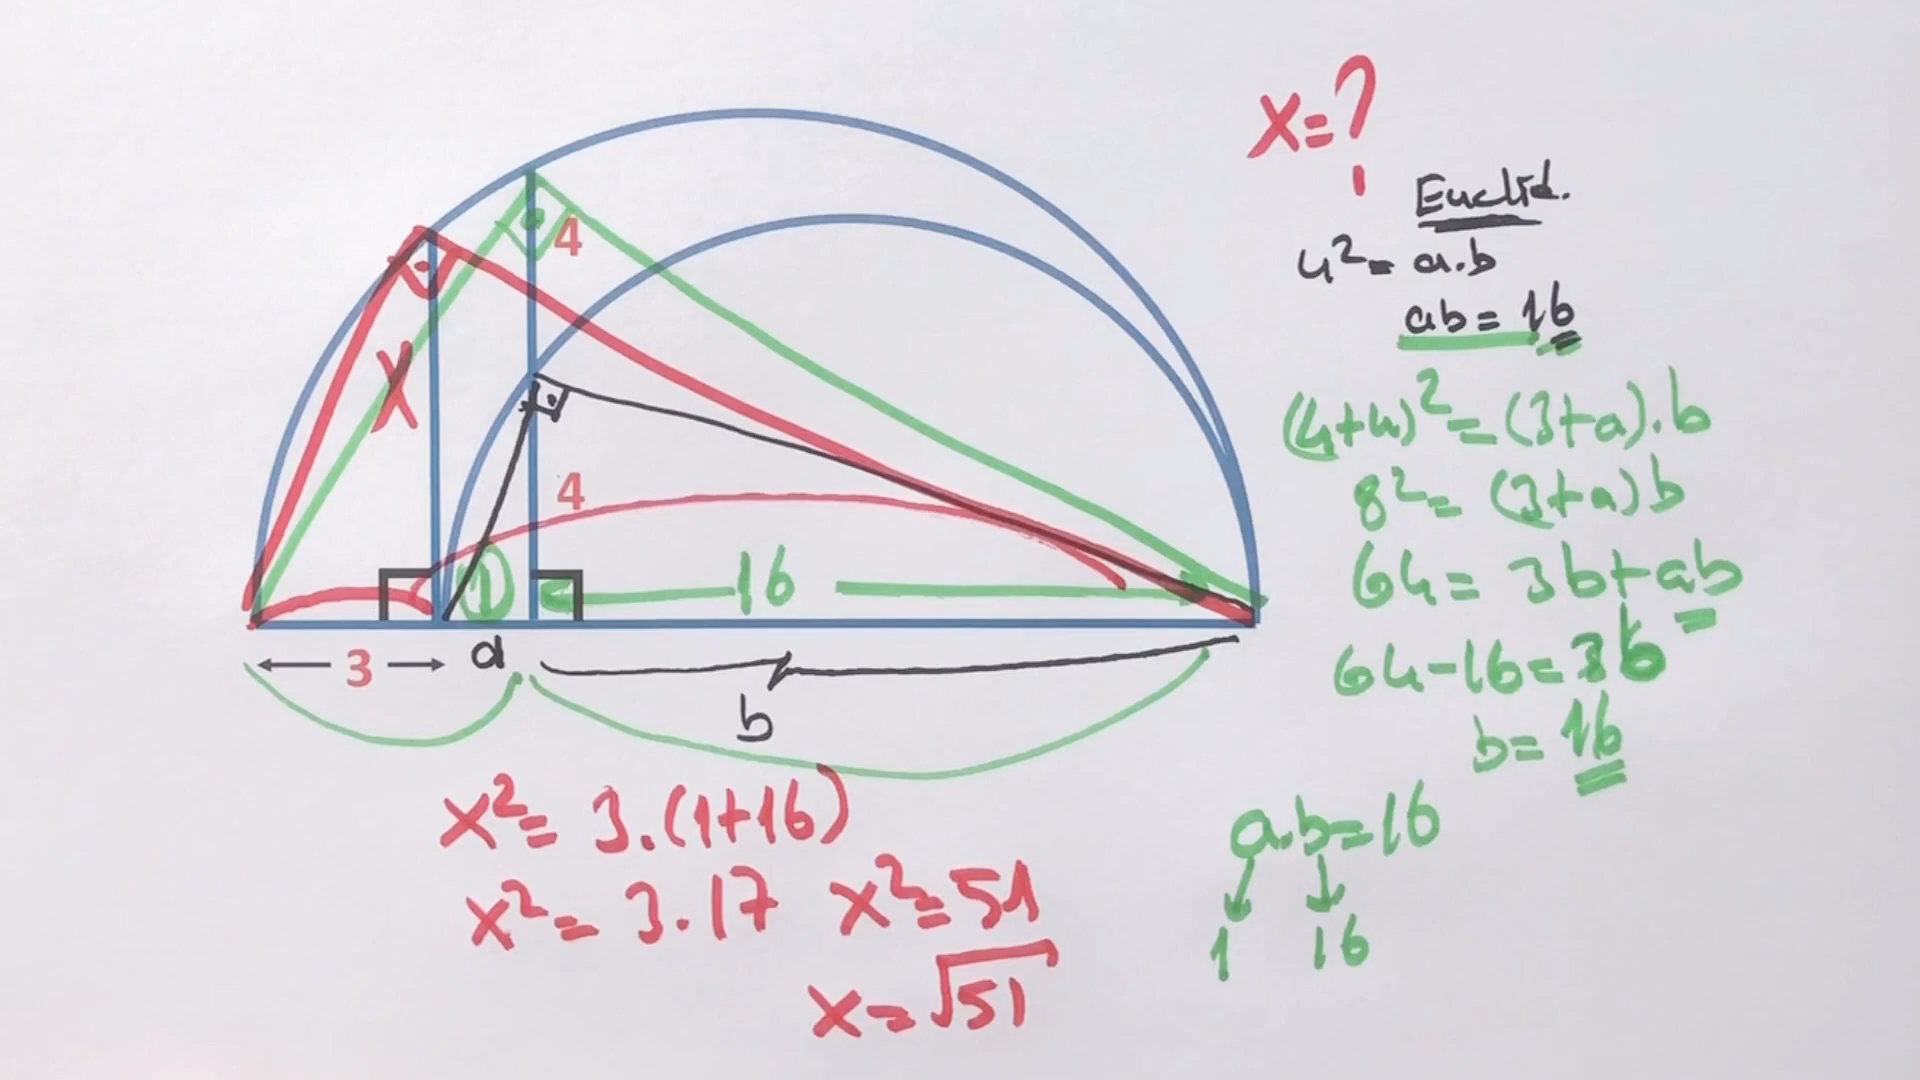 x=?
Euclid.
4²= a.b
ab= 16
(4+4)²=(3+a).b
8²= (3+a)b
64= 3b+ab
64-16=3b
b= 16
a.b=16
1 16
4
X
4
1 16
3 a
b
x²= 3.(1+16)
x²= 3.17 x²=51
x=√51